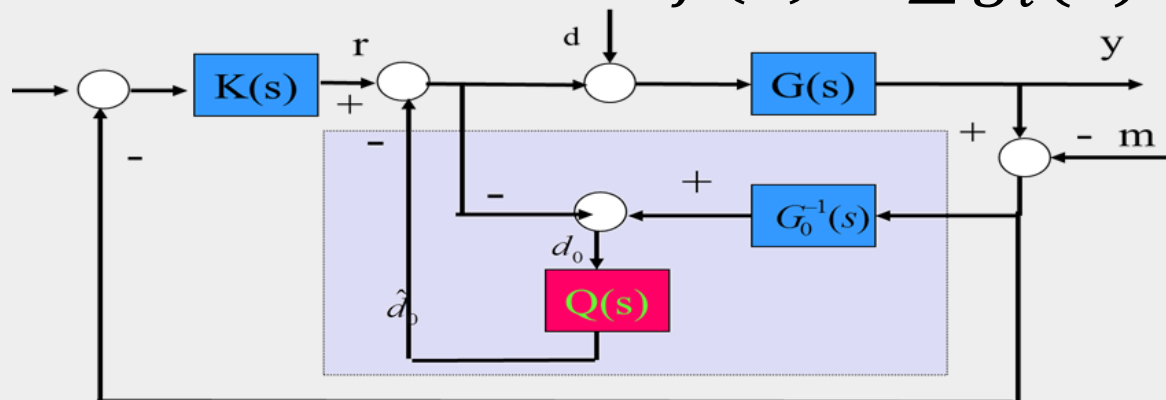 y
r
d
K(s)
+
G(s)
-
+
- m
-
-
+
G₀⁻¹(s)
d₀
d̂₀
Q(s)